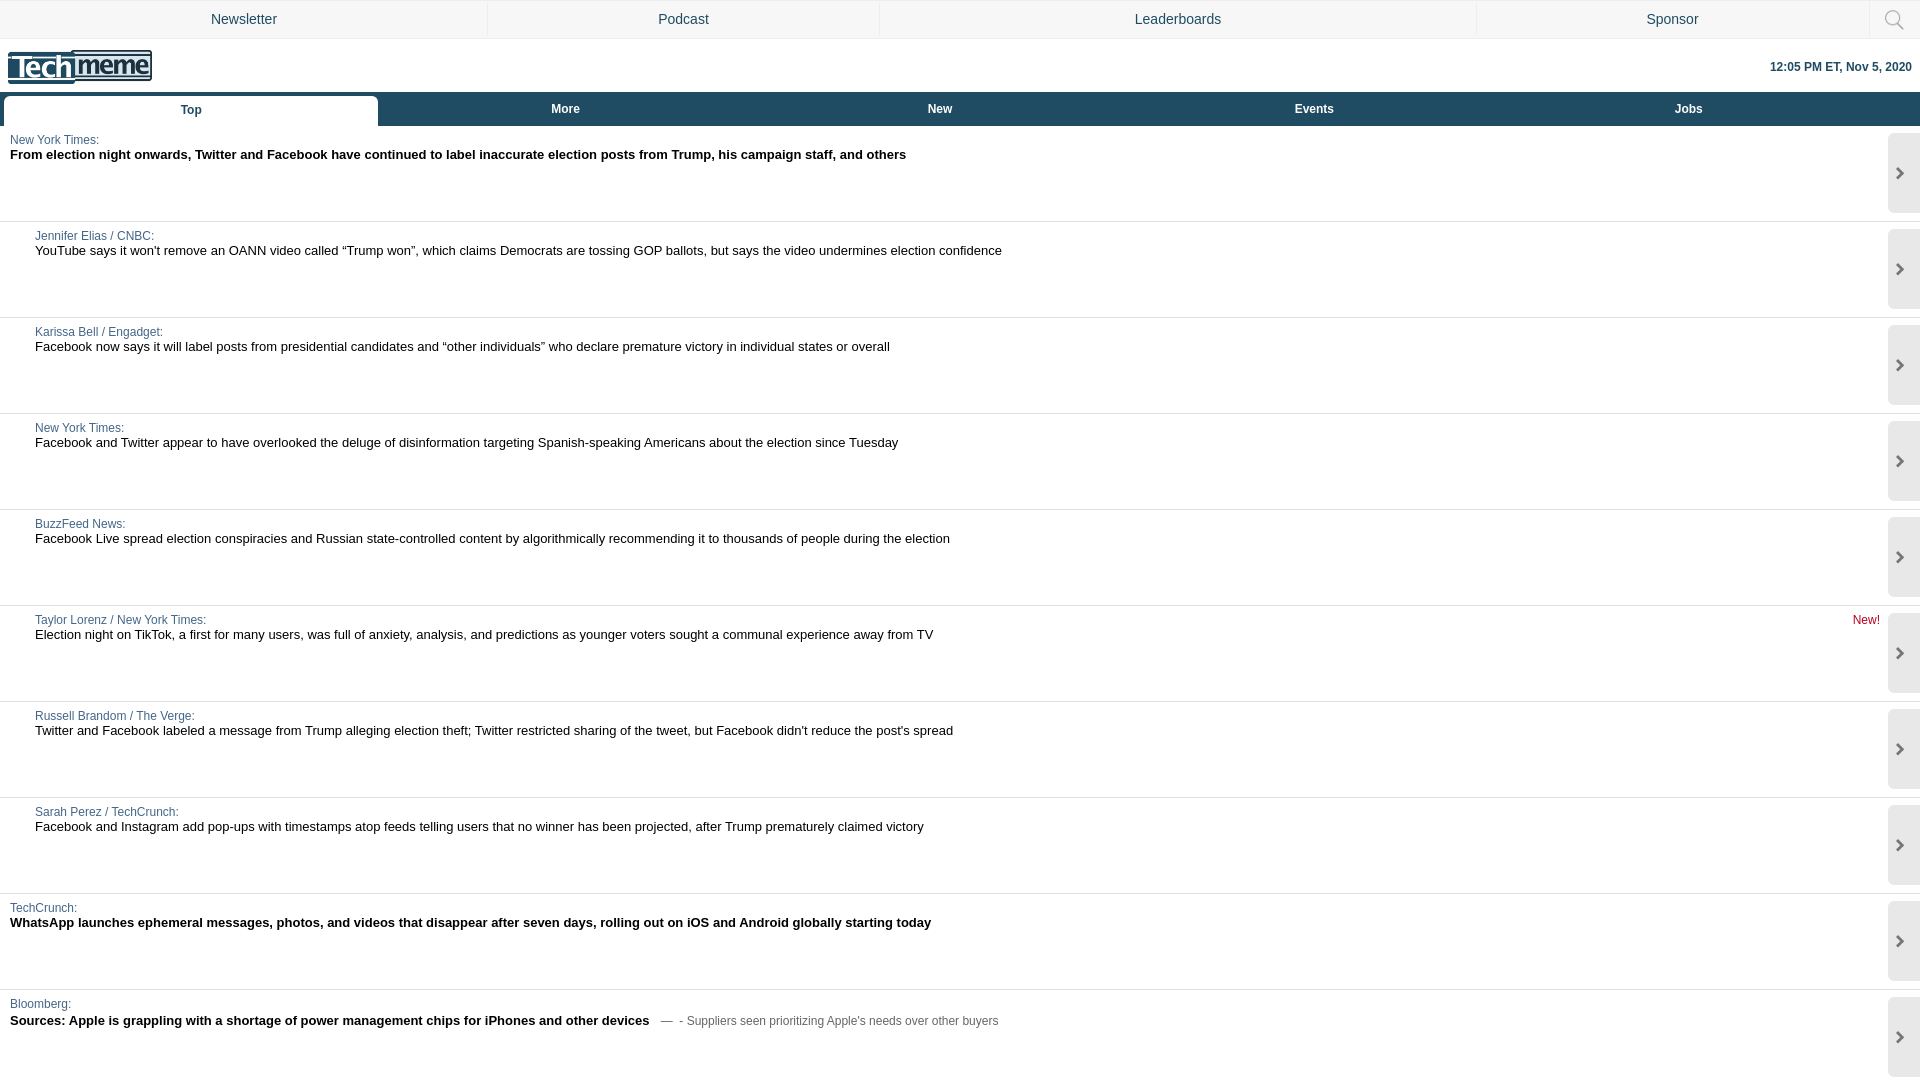 Newsletter
Podcast
Leaderboards
Sponsor
Techmeme
12:05 PM ET, Nov 5, 2020
Top
More
New
Events
Jobs
New York Times:
From election night onwards, Twitter and Facebook have continued to label inaccurate election posts from Trump, his campaign staff, and others
Jennifer Elias / CNBC:
YouTube says it won't remove an OANN video called “Trump won”, which claims Democrats are tossing GOP ballots, but says the video undermines election confidence
Karissa Bell / Engadget:
Facebook now says it will label posts from presidential candidates and “other individuals” who declare premature victory in individual states or overall
New York Times:
Facebook and Twitter appear to have overlooked the deluge of disinformation targeting Spanish-speaking Americans about the election since Tuesday
BuzzFeed News:
Facebook Live spread election conspiracies and Russian state-controlled content by algorithmically recommending it to thousands of people during the election
Taylor Lorenz / New York Times:
New!
Election night on TikTok, a first for many users, was full of anxiety, analysis, and predictions as younger voters sought a communal experience away from TV
Russell Brandom / The Verge:
Twitter and Facebook labeled a message from Trump alleging election theft; Twitter restricted sharing of the tweet, but Facebook didn't reduce the post's spread
Sarah Perez / TechCrunch:
Facebook and Instagram add pop-ups with timestamps atop feeds telling users that no winner has been projected, after Trump prematurely claimed victory
TechCrunch:
WhatsApp launches ephemeral messages, photos, and videos that disappear after seven days, rolling out on iOS and Android globally starting today
Bloomberg:
Sources: Apple is grappling with a shortage of power management chips for iPhones and other devices — - Suppliers seen prioritizing Apple's needs over other buyers